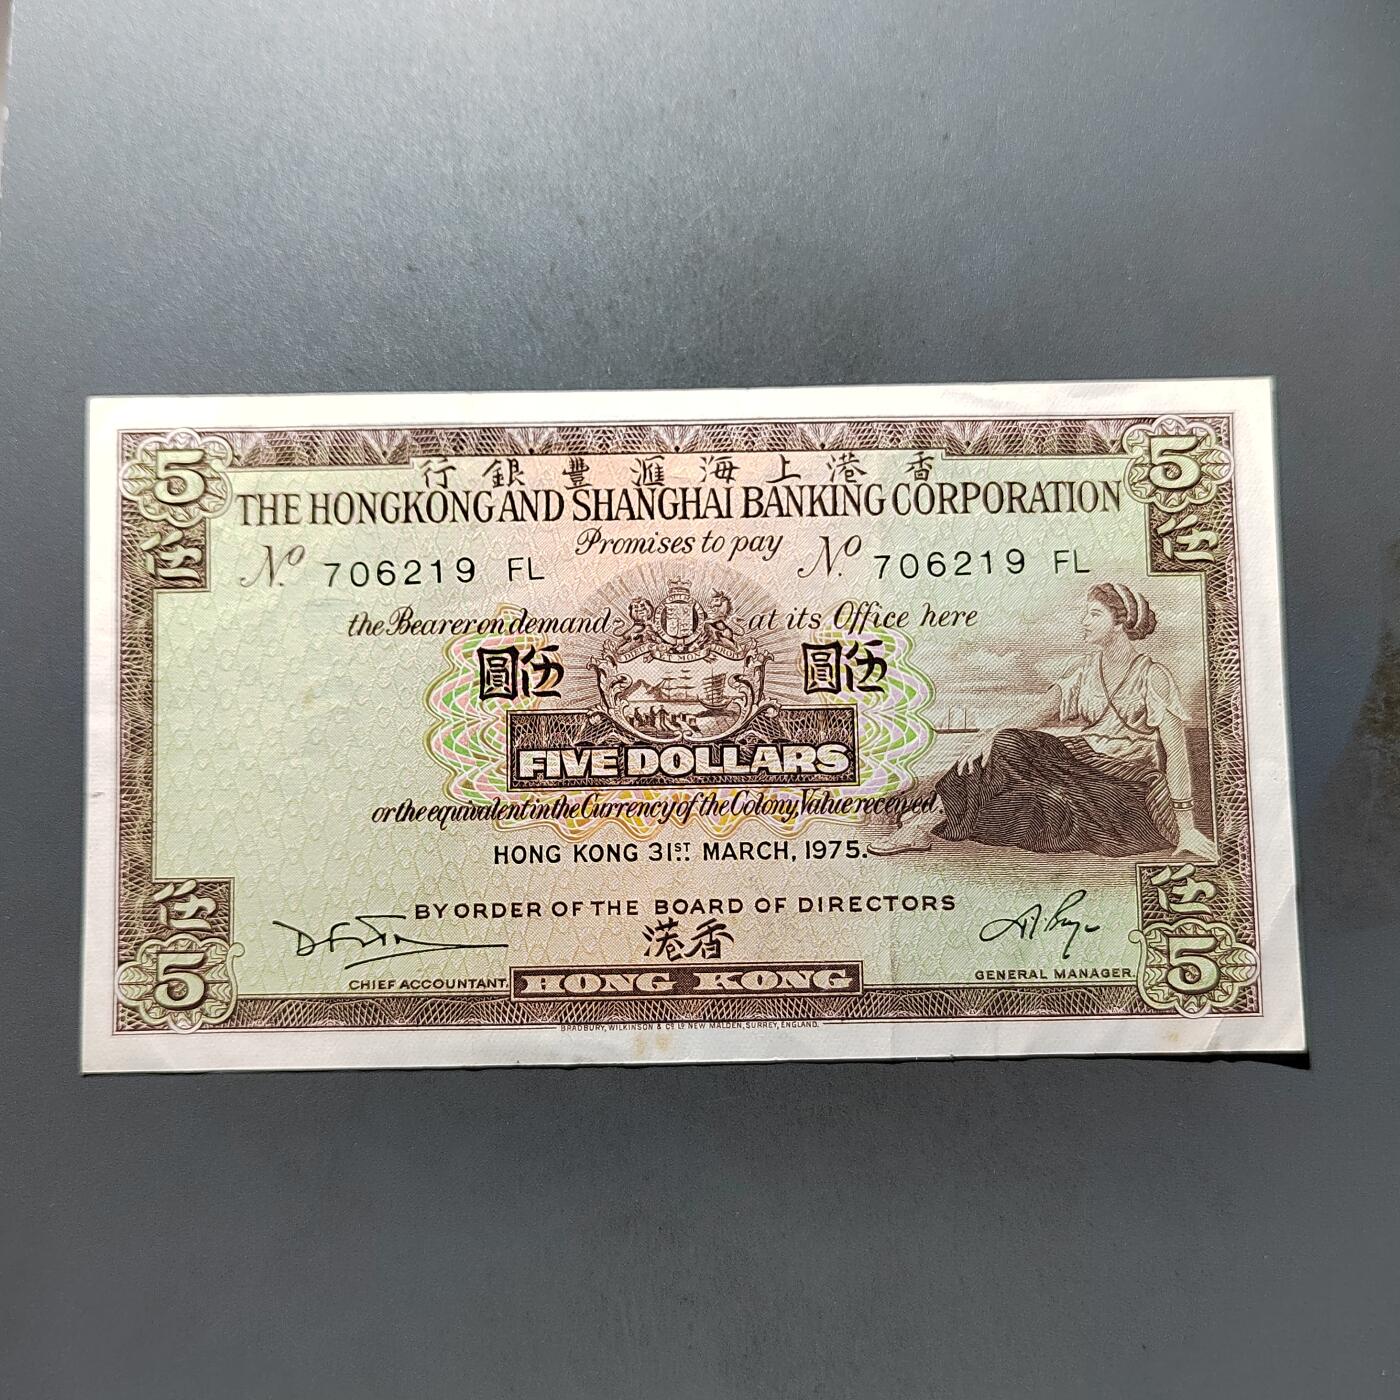 5
5
行銀豐滙海上港香
THE HONGKONG AND SHANGHAI BANKING CORPORATION
伍
伍
Promises to pay
Nº 706219 FL
Nº 706219 FL
the Bearer on demand
at its Office here
圓伍
圓伍
FIVE DOLLARS
or the equivalent in the Currency of the Colony, Value received.
HONG KONG 31ST MARCH, 1975.
BY ORDER OF THE BOARD OF DIRECTORS
伍
伍
港香
5
5
CHIEF ACCOUNTANT.
HONG KONG
GENERAL MANAGER.
BRADBURY, WILKINSON & Cº Lº NEW MALDEN, SURREY, ENGLAND.